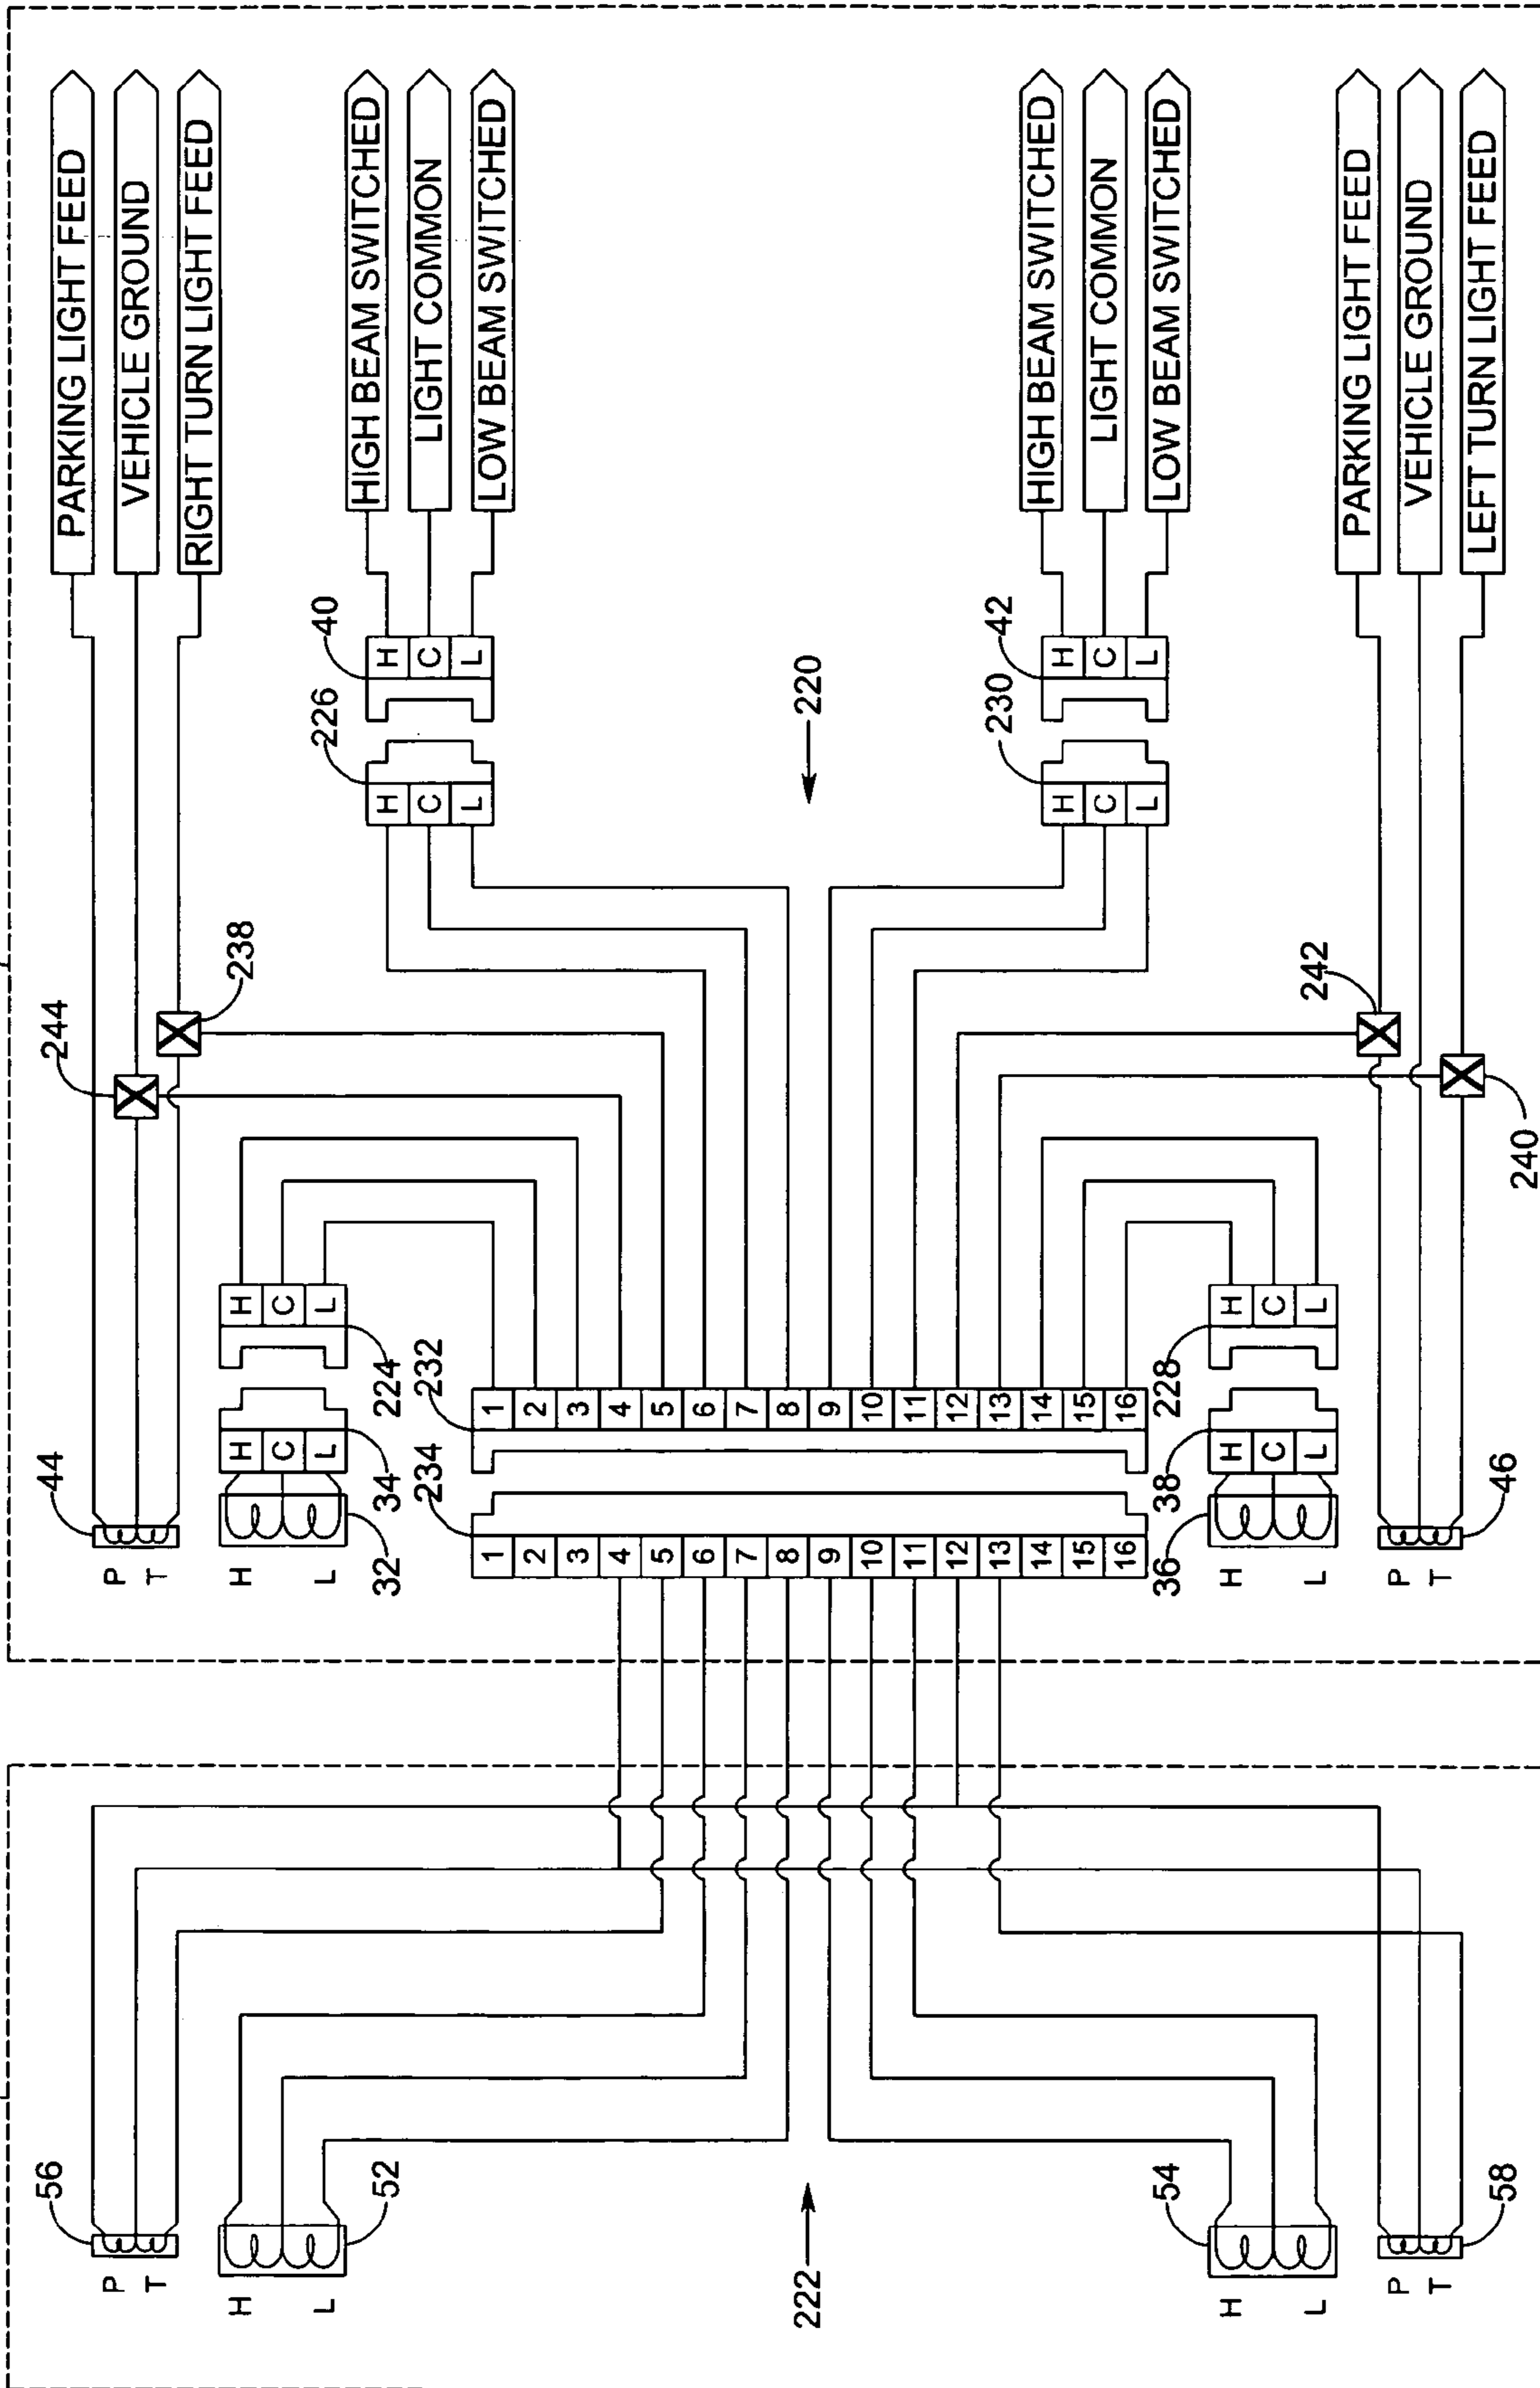 PARKING LIGHT FEED
VEHICLE GROUND
RIGHT TURN LIGHT FEED
HIGH BEAM SWITCHED
LIGHT COMMON
LOW BEAM SWITCHED
HIGH BEAM SWITCHED
LIGHT COMMON
LOW BEAM SWITCHED
PARKING LIGHT FEED
VEHICLE GROUND
LEFT TURN LIGHT FEED
40
H
C
L
226
H
C
L
220
42
H
C
L
230
H
C
L
244
238
242
240
H
C
L
224
232
1
2
3
4
5
6
7
8
9
10
11
12
13
14
15
16
228
H
C
L
44
P
T
H
C
L
34
H
L
32
234
1
2
3
4
5
6
7
8
9
10
11
12
13
14
15
16
38
H
C
L
36
H
L
46
P
T
56
P
T
52
H
L
222
54
H
L
58
P
T